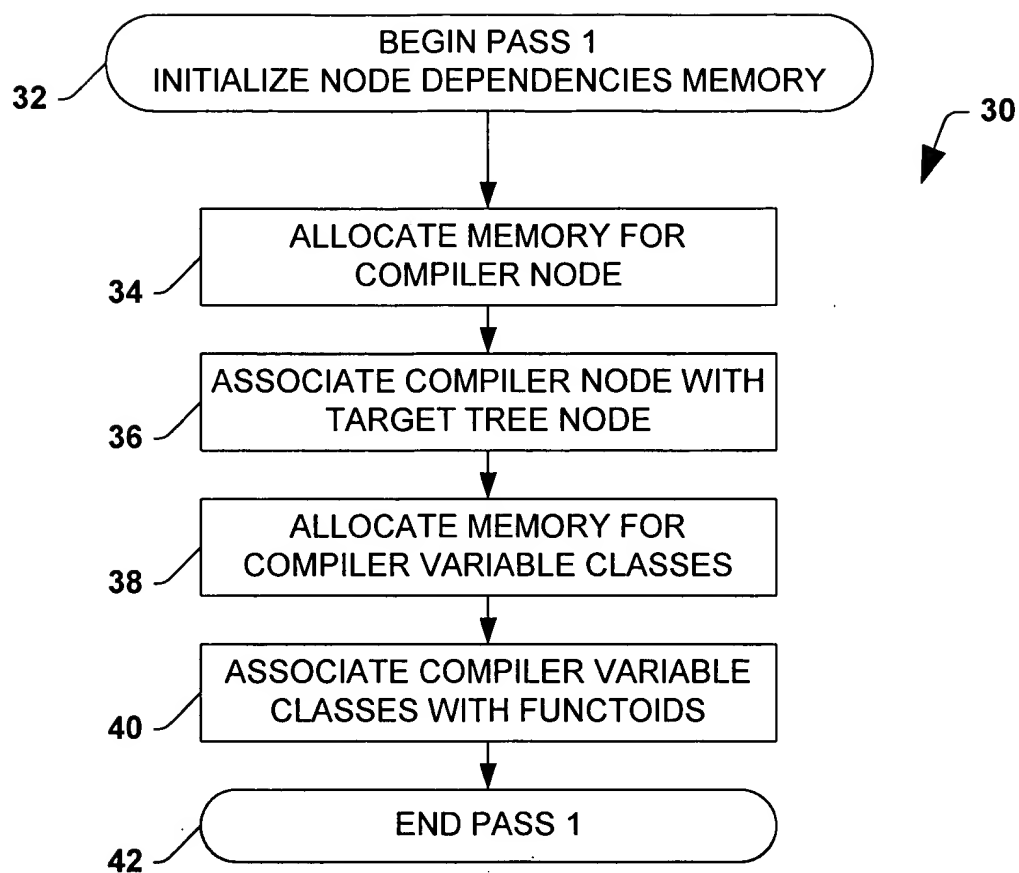 BEGIN PASS 1
INITIALIZE NODE DEPENDENCIES MEMORY
32
30
ALLOCATE MEMORY FOR
COMPILER NODE
34
ASSOCIATE COMPILER NODE WITH
TARGET TREE NODE
36
ALLOCATE MEMORY FOR
COMPILER VARIABLE CLASSES
38
ASSOCIATE COMPILER VARIABLE
CLASSES WITH FUNCTOIDS
40
END PASS 1
42